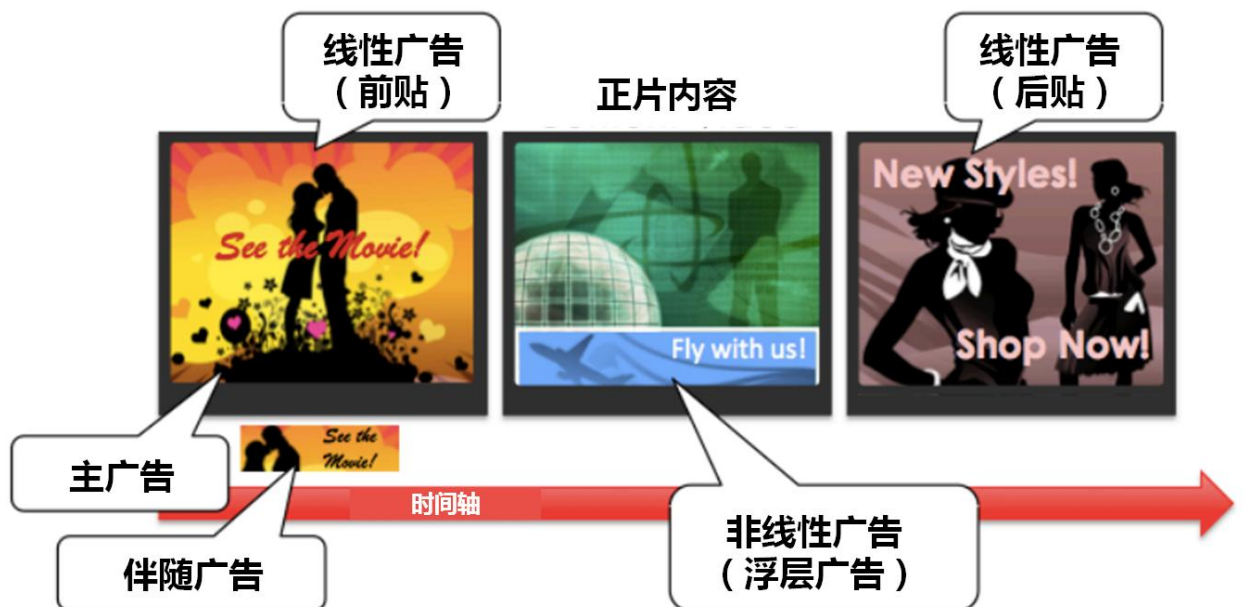 线性广告
（前贴）
正片内容
线性广告
（后贴）
See the Movie!
New Styles!
Shop Now!
Fly with us!
See the
Movie!
主广告
时间轴
伴随广告
非线性广告
（浮层广告）